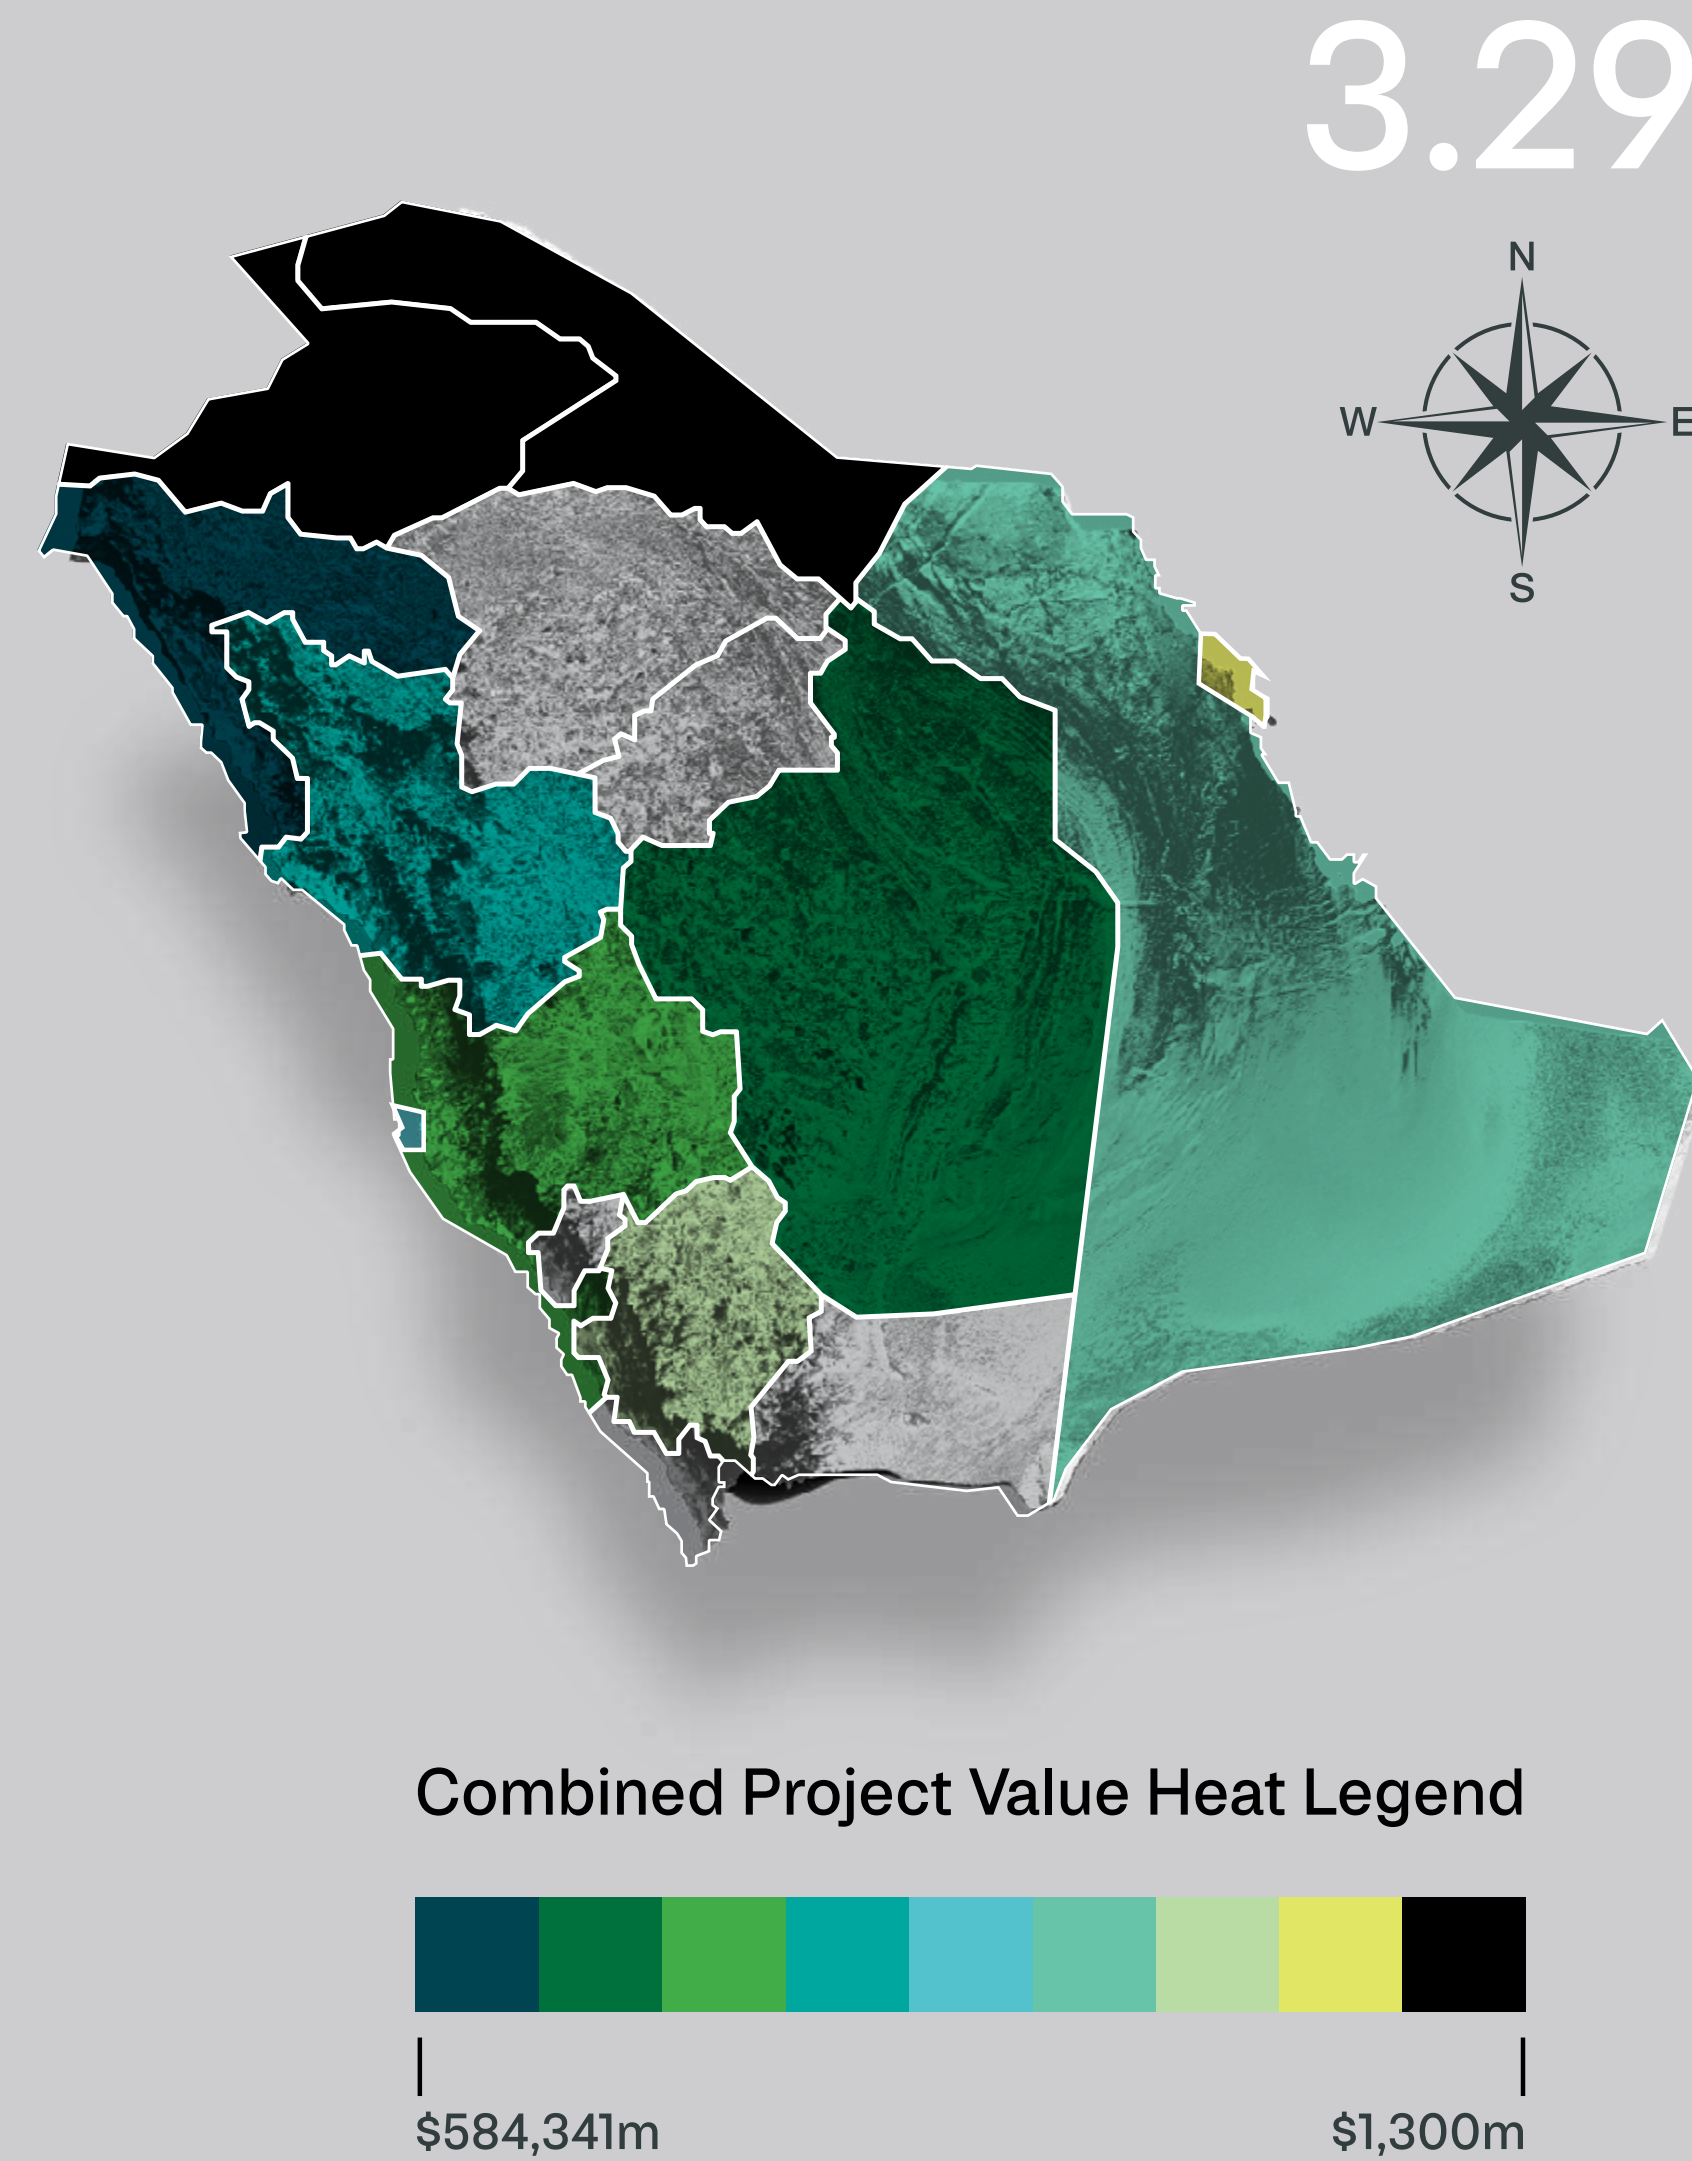 3.29
N
W
E
S
Combined Project Value Heat Legend
$584,341m
$1,300m